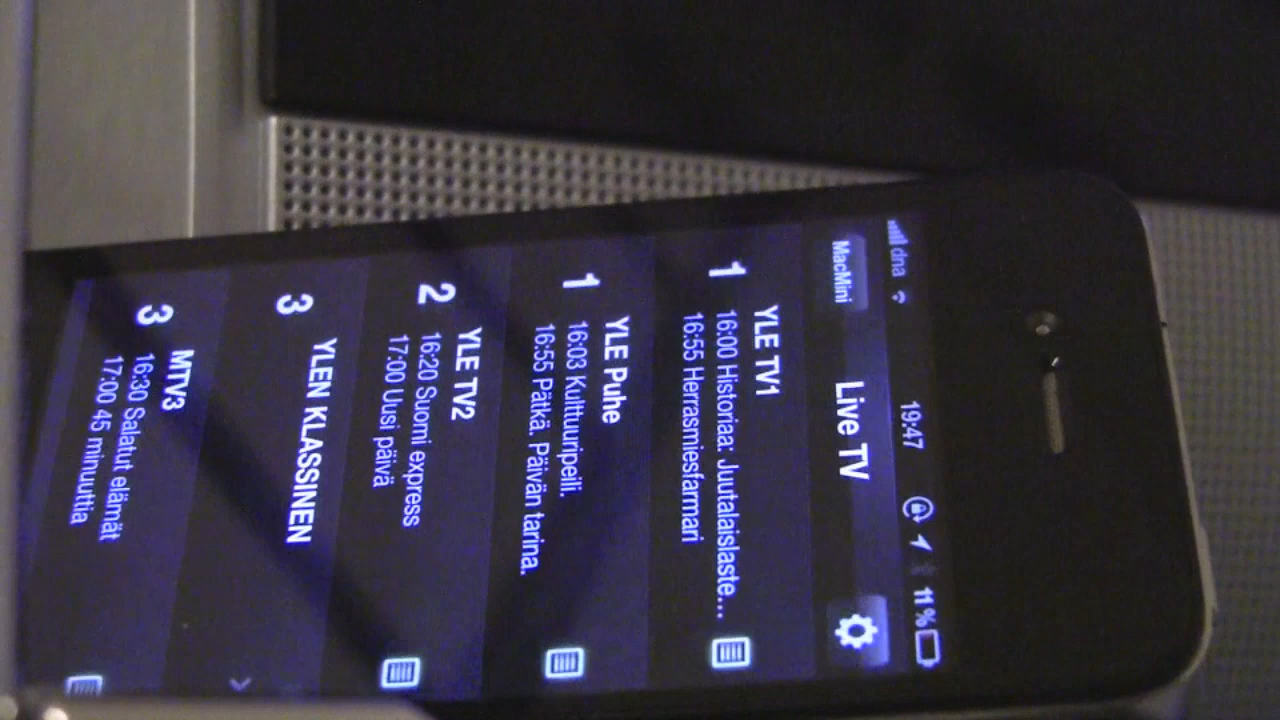 dna 19:47 11 %
MacMini Live TV
1 YLE TV1
16:00 Historiaa: Juutalaislaste...
16:55 Herrasmiesfarmari
1 YLE Puhe
16:03 Kulttuuripeili.
16:55 Pätkä. Päivän tarina.
2 YLE TV2
16:20 Suomi express
17:00 Uusi päivä
3 YLEN KLASSINEN
3 MTV3
16:30 Salatut elämät
17:00 45 minuuttia